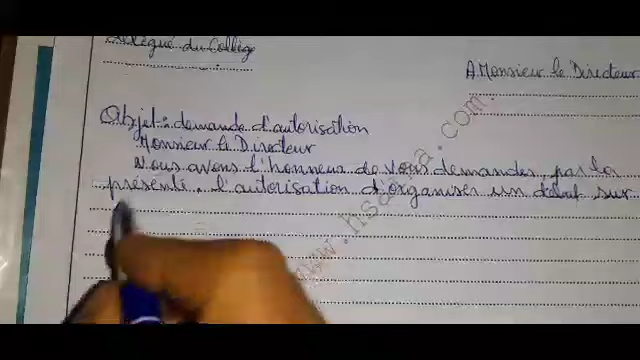 Délégué du Collège
A Monsieur le Directeur
Objet : demande d'autorisation
Monsieur le Directeur
Nous avons l'honneur de vous demander, par la
présente, l'autorisation d'organiser un débat sur